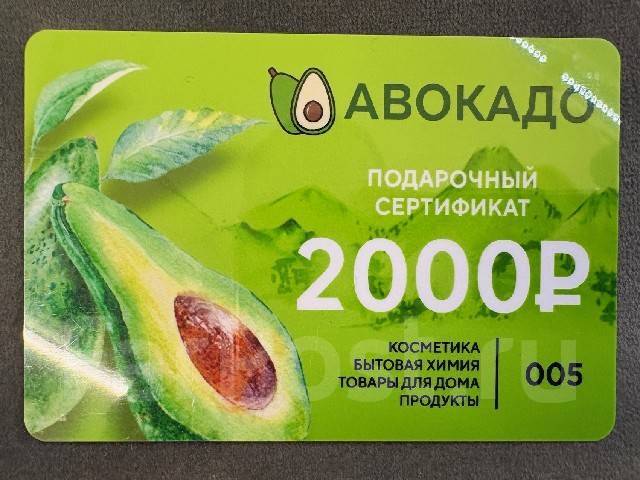 АВОКАДО
ПОДАРОЧНЫЙ
СЕРТИФИКАТ
2000₽
КОСМЕТИКА
БЫТОВАЯ ХИМИЯ
ТОВАРЫ ДЛЯ ДОМА
ПРОДУКТЫ
005